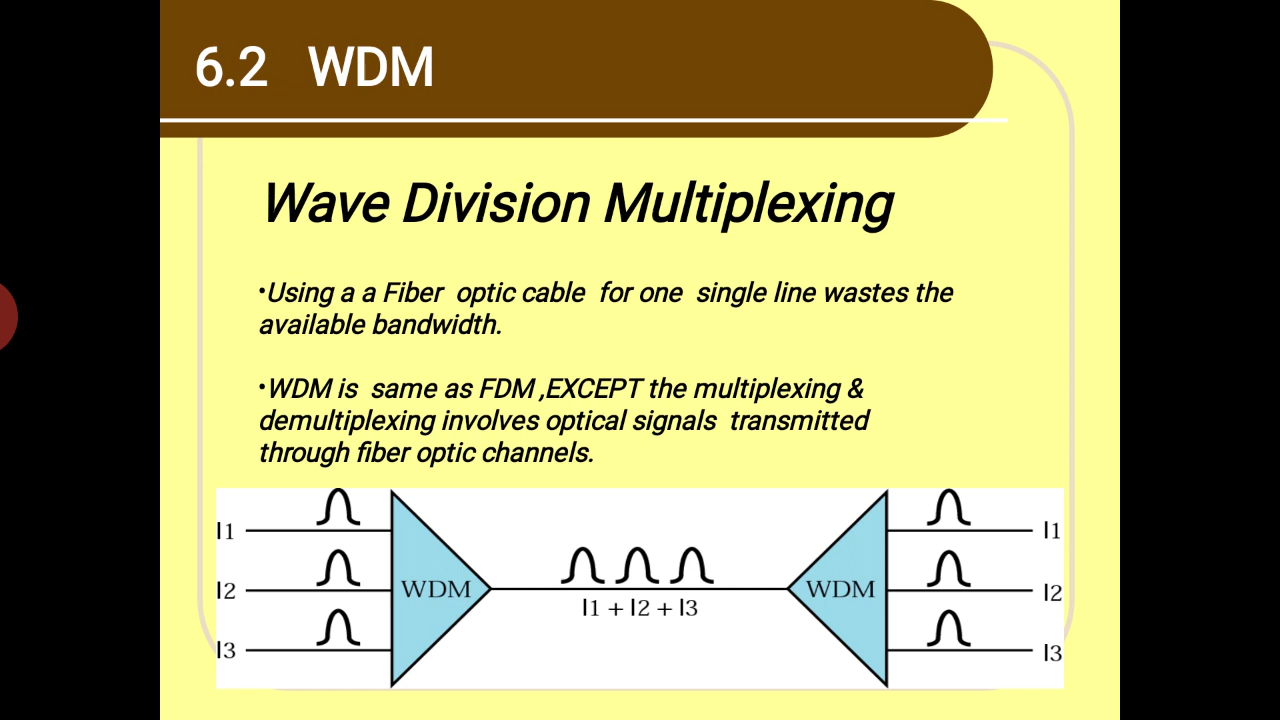 6.2 WDM
Wave Division Multiplexing
•Using a a Fiber optic cable for one single line wastes the
available bandwidth.
•WDM is same as FDM ,EXCEPT the multiplexing &
demultiplexing involves optical signals transmitted
through fiber optic channels.
l1 l1
l2 WDM l1 + l2 + l3 WDM l2
l3 l3